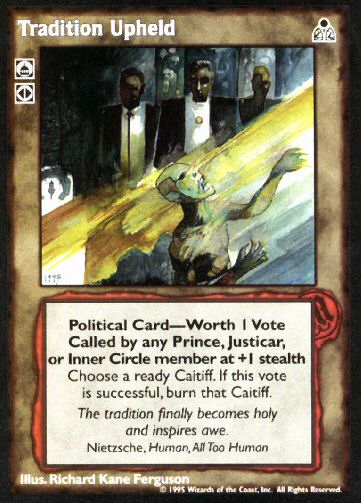 Tradition Upheld
1995
Political Card—Worth 1 Vote
Called by any Prince, Justicar,
or Inner Circle member at +1 stealth
Choose a ready Caitiff. If this vote
is successful, burn that Caitiff.
The tradition finally becomes holy
and inspires awe.
Nietzsche, Human, All Too Human
Illus. Richard Kane Ferguson
© 1995 Wizards of the Coast, Inc. All Rights Reserved.